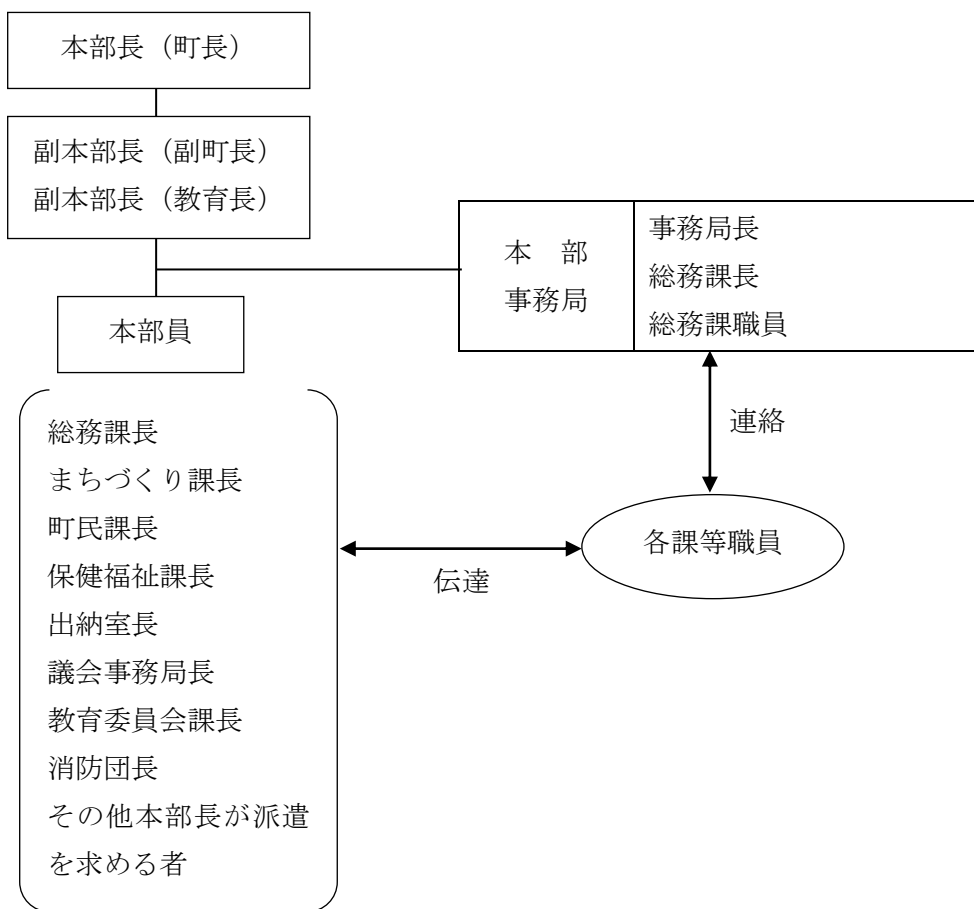 本部長（町長）
副本部長（副町長）
副本部長（教育長）
本　部
事務局
事務局長
総務課長
総務課職員
本部員
連絡
総務課長
まちづくり課長
町民課長
保健福祉課長
出納室長
議会事務局長
教育委員会課長
消防団長
その他本部長が派遣
を求める者
伝達
各課等職員